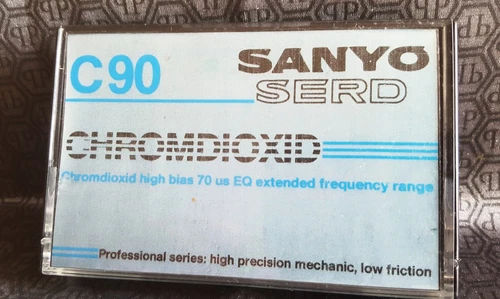 C90
SANYO
SERD
CHROMDIOXID
Chromdioxid high bias 70 us EQ extended frequency range
Professional series: high precision mechanic, low friction